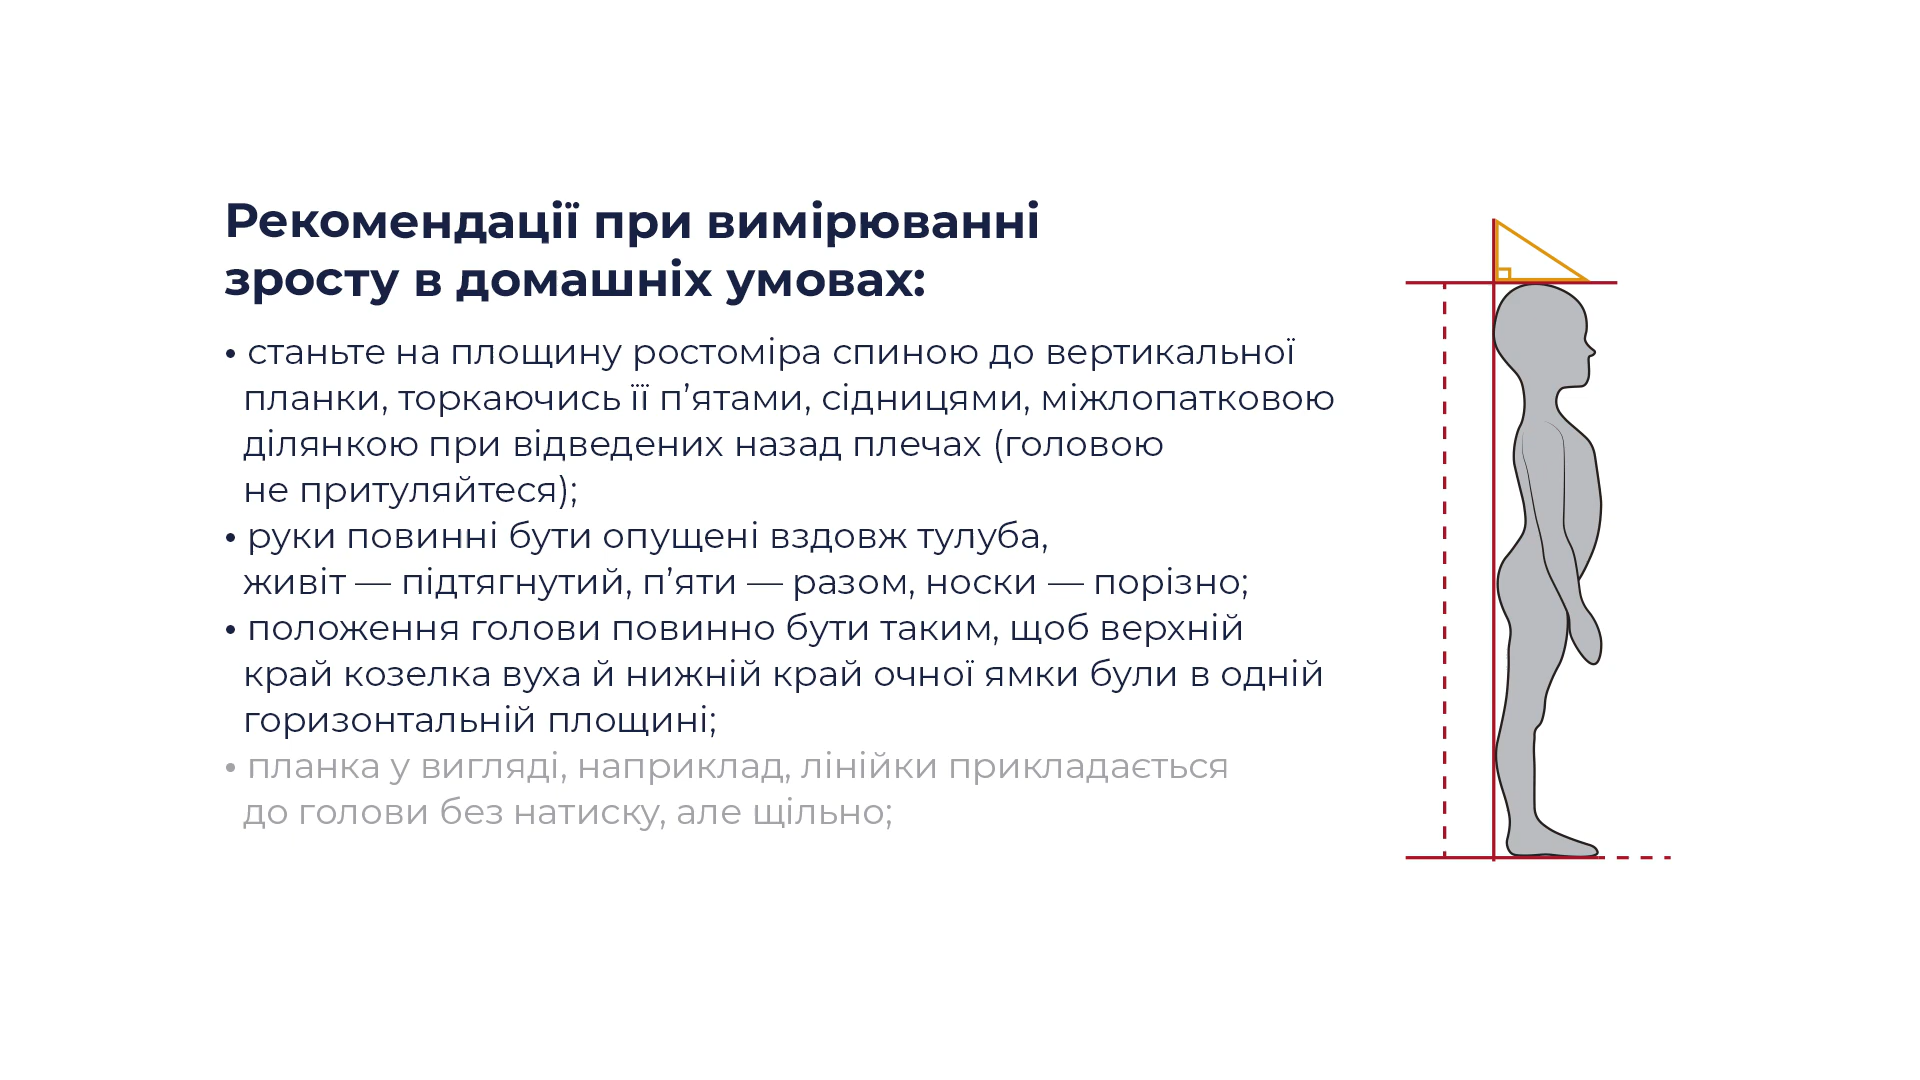 Рекомендації при вимірюванні
зросту в домашніх умовах:
• станьте на площину ростоміра спиною до вертикальної
планки, торкаючись її п’ятами, сідницями, міжлопатковою
ділянкою при відведених назад плечах (головою
не притуляйтеся);
• руки повинні бути опущені вздовж тулуба,
живіт — підтягнутий, п’яти — разом, носки — порізно;
• положення голови повинно бути таким, щоб верхній
край козелка вуха й нижній край очної ямки були в одній
горизонтальній площині;
• планка у вигляді, наприклад, лінійки прикладається
до голови без натиску, але щільно;